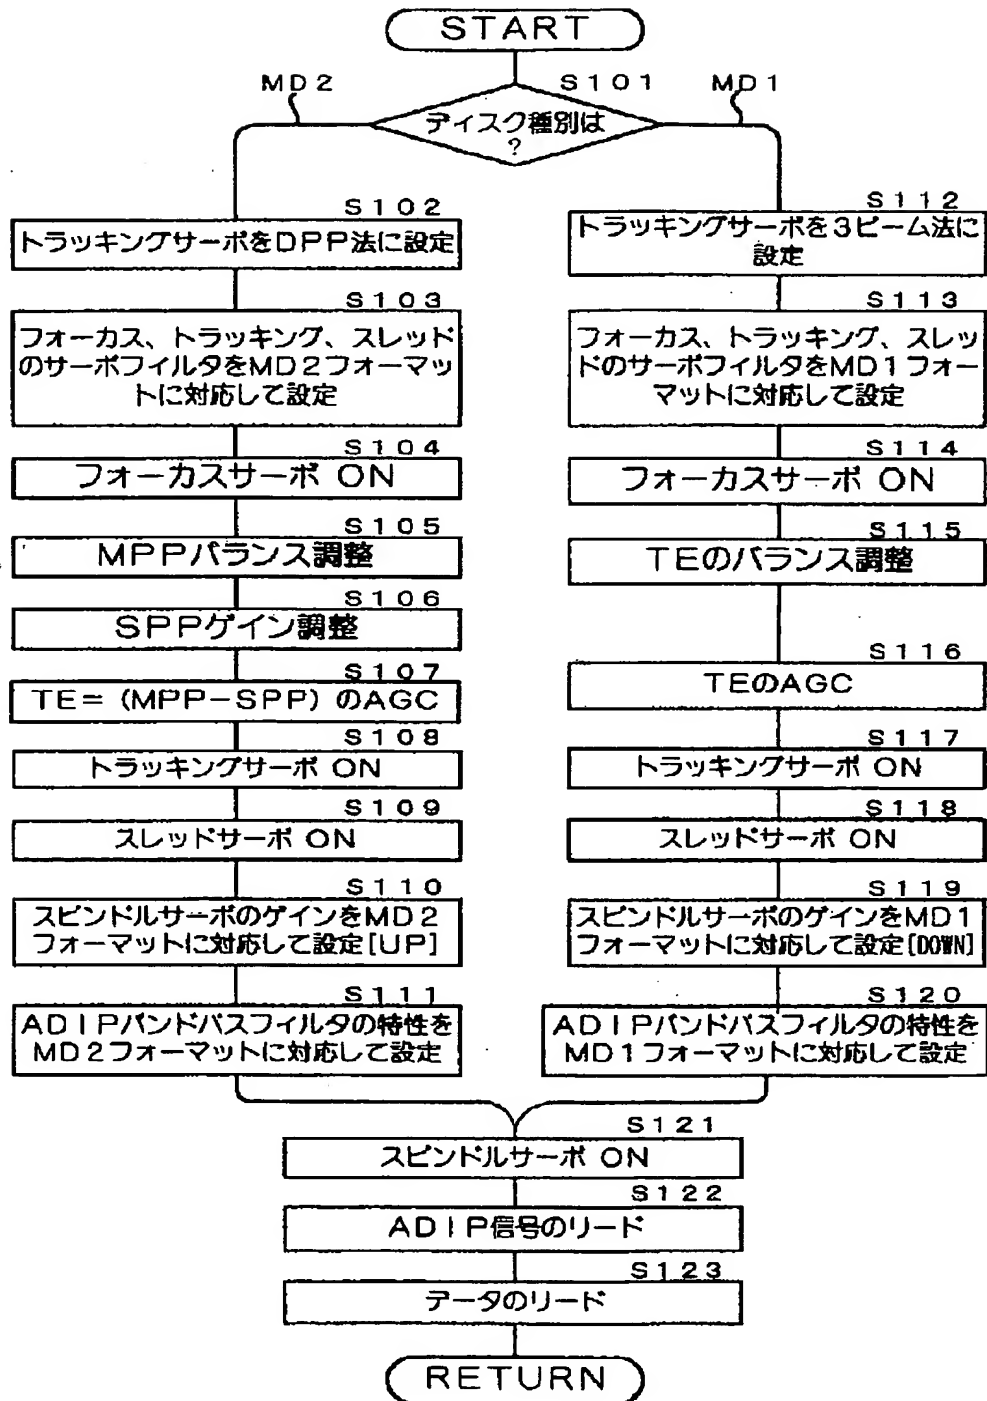 START
S101
MD2
MD1
ディスク種別は
?
S102
トラッキングサーボをDPP法に設定
S103
フォーカス、トラッキング、スレッド
のサーボフィルタをMD2フォーマッ
トに対応して設定
S104
フォーカスサーボ ON
S105
MPPバランス調整
S106
SPPゲイン調整
S107
TE=(MPP-SPP)のAGC
S108
トラッキングサーボ ON
S109
スレッドサーボ ON
S110
スピンドルサーボのゲインをMD2
フォーマットに対応して設定[UP]
S111
ADIPバンドパスフィルタの特性を
MD2フォーマットに対応して設定
S112
トラッキングサーボを3ビーム法に
設定
S113
フォーカス、トラッキング、スレッ
ドのサーボフィルタをMD1フォー
マットに対応して設定
S114
フォーカスサーボ ON
S115
TEのバランス調整
S116
TEのAGC
S117
トラッキングサーボ ON
S118
スレッドサーボ ON
S119
スピンドルサーボのゲインをMD1
フォーマットに対応して設定[DOWN]
S120
ADIPバンドパスフィルタの特性を
MD1フォーマットに対応して設定
S121
スピンドルサーボ ON
S122
ADIP信号のリード
S123
データのリード
RETURN